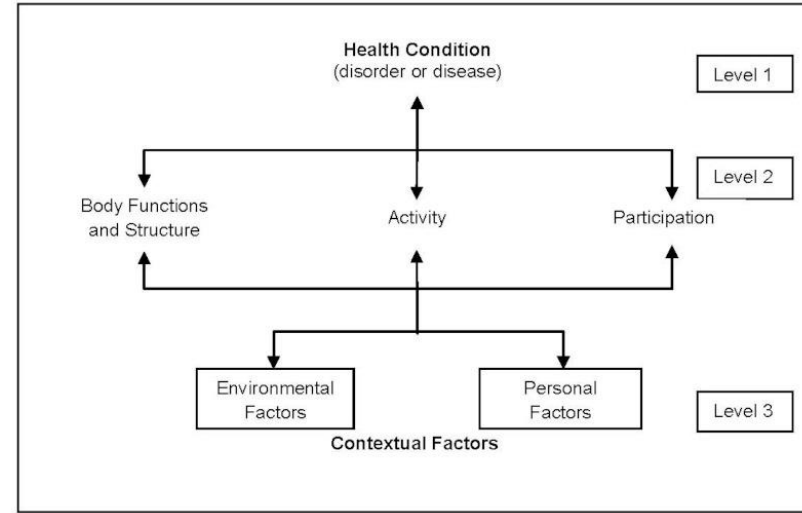 Health Condition
(disorder or disease)
Level 1
Level 2
Body Functions
and Structure
Activity
Participation
Environmental
Factors
Personal
Factors
Level 3
Contextual Factors